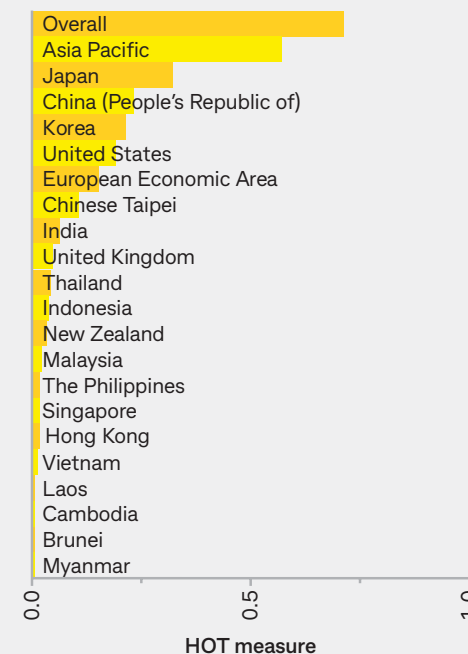 Overall
Asia Pacific
Japan
China (People's Republic of)
Korea
United States
European Economic Area
Chinese Taipei
India
United Kingdom
Thailand
Indonesia
New Zealand
Malaysia
The Philippines
Singapore
Hong Kong
Vietnam
Laos
Cambodia
Brunei
Myanmar
0.0
0.5
1.0
HOT measure